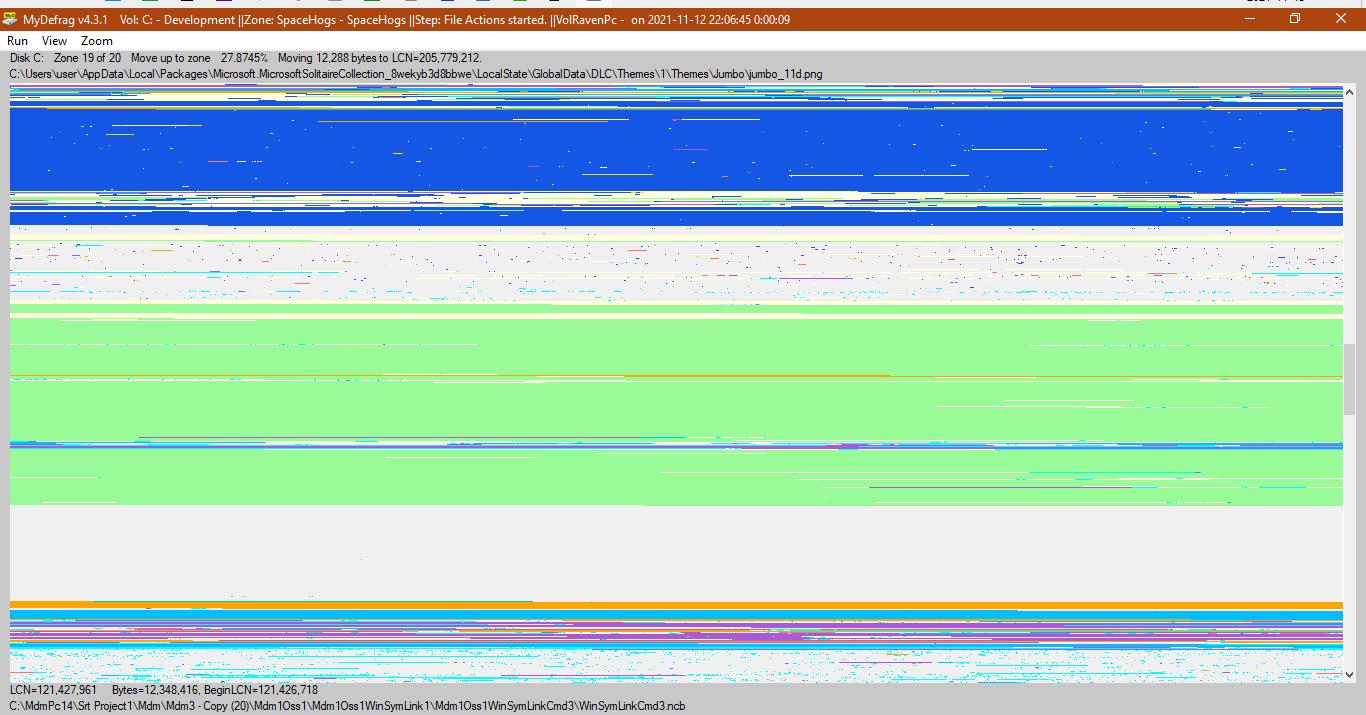 MyDefrag v4.3.1 Vol: C: - Development ||Zone: SpaceHogs - SpaceHogs ||Step: File Actions started. ||VolRavenPc - on 2021-11-12 22:06:45 0:00:09
Run View Zoom
Disk C: Zone 19 of 20 Move up to zone 27.8745% Moving 12,288 bytes to LCN=205,779,212.
C:\Users\user\AppData\Local\Packages\Microsoft.MicrosoftSolitaireCollection_8wekyb3d8bbwe\LocalState\GlobalData\DLC\Themes\1\Themes\Jumbo\jumbo_11d.png
LCN=121,427,961 Bytes=12,348,416, BeginLCN=121,426,718
C:\MdmPc14\Srt Project1\Mdm\Mdm3 - Copy (20)\Mdm1Oss1\Mdm1Oss1WinSymLink1\Mdm1Oss1WinSymLinkCmd3\WinSymLinkCmd3.ncb